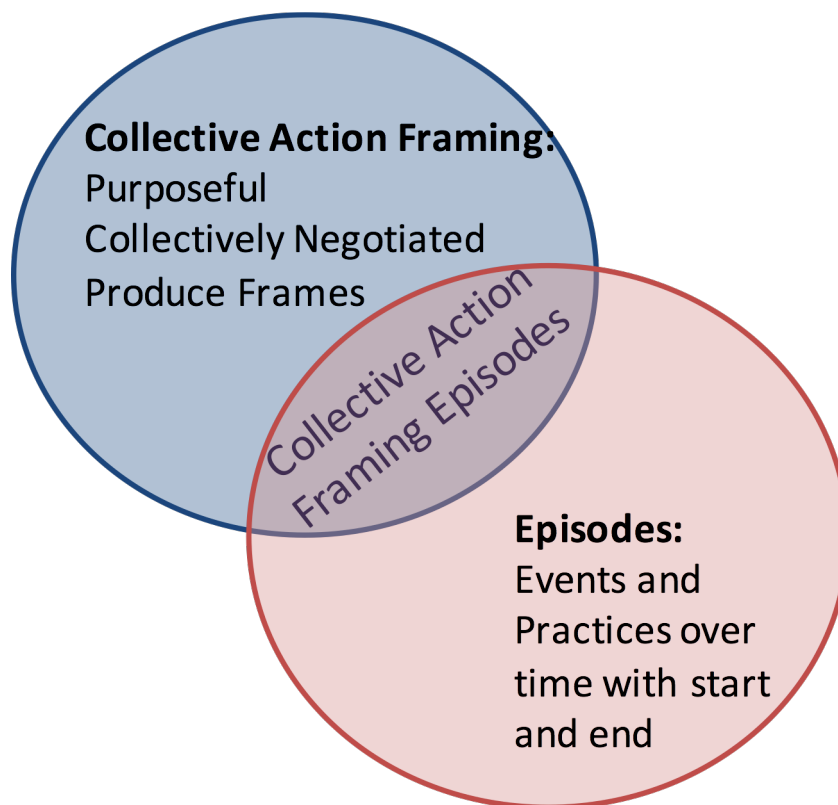 Collective Action Framing:
Purposeful
Collectively Negotiated
Produce Frames
Collective Action
Framing Episodes
Episodes:
Events and
Practices over
time with start
and end